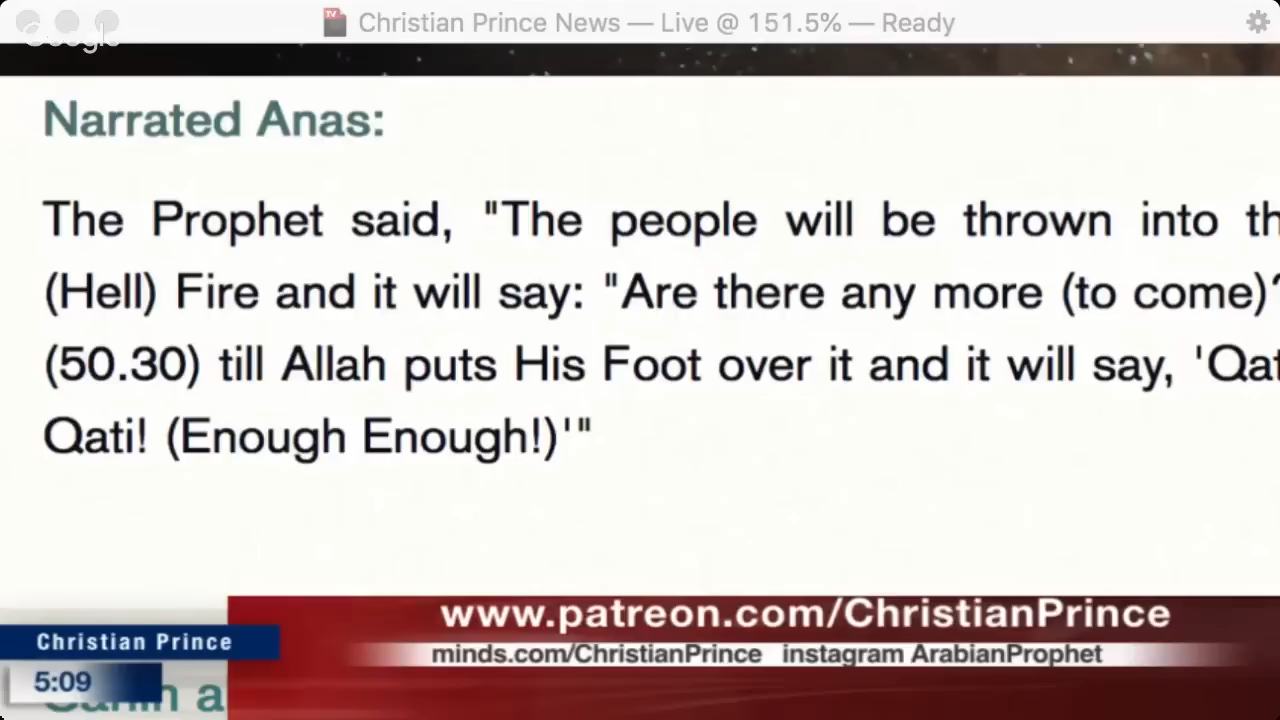 Christian Prince News — Live @ 151.5% — Ready
Google
Narrated Anas:
The Prophet said, "The people will be thrown into th
(Hell) Fire and it will say: "Are there any more (to come)?
(50.30) till Allah puts His Foot over it and it will say, 'Qat
Qati! (Enough Enough!)'"
www.patreon.com/ChristianPrince
Christian Prince
minds.com/ChristianPrince instagram ArabianProphet
5:09